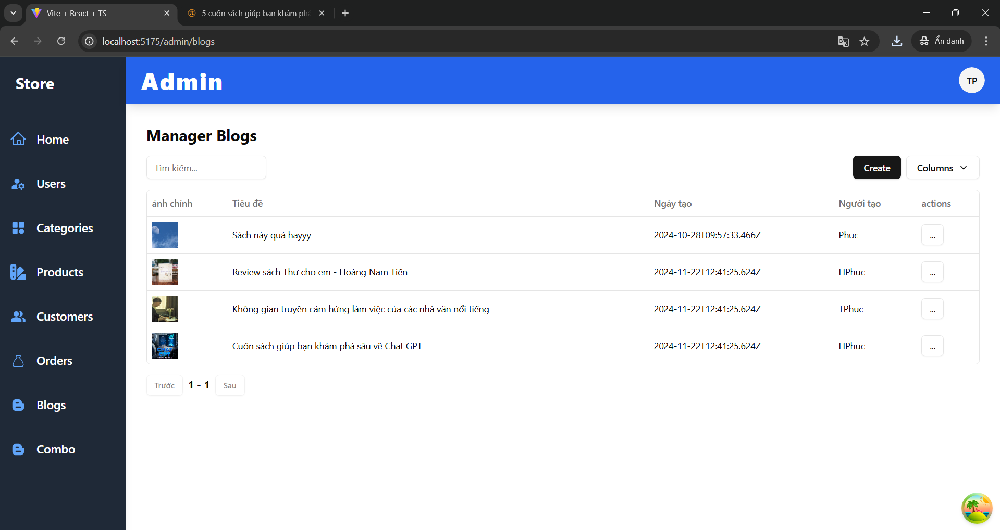 Vite + React + TS
5 cuốn sách giúp bạn khám phá
localhost:5175/admin/blogs
Ẩn danh
Store
Admin
TP
Home
Users
Categories
Products
Customers
Orders
Blogs
Combo
Manager Blogs
Tìm kiếm...
Create
Columns
ảnh chính Tiêu đề Ngày tạo Người tạo actions
Sách này quá hayyy 2024-10-28T09:57:33.466Z Phuc ...
Review sách Thư cho em - Hoàng Nam Tiến 2024-11-22T12:41:25.624Z HPhuc ...
Không gian truyền cảm hứng làm việc của các nhà văn nổi tiếng 2024-11-22T12:41:25.624Z TPhuc ...
CHAT
GPT
Cuốn sách giúp bạn khám phá sâu về Chat GPT 2024-11-22T12:41:25.624Z HPhuc ...
Trước 1 - 1 Sau